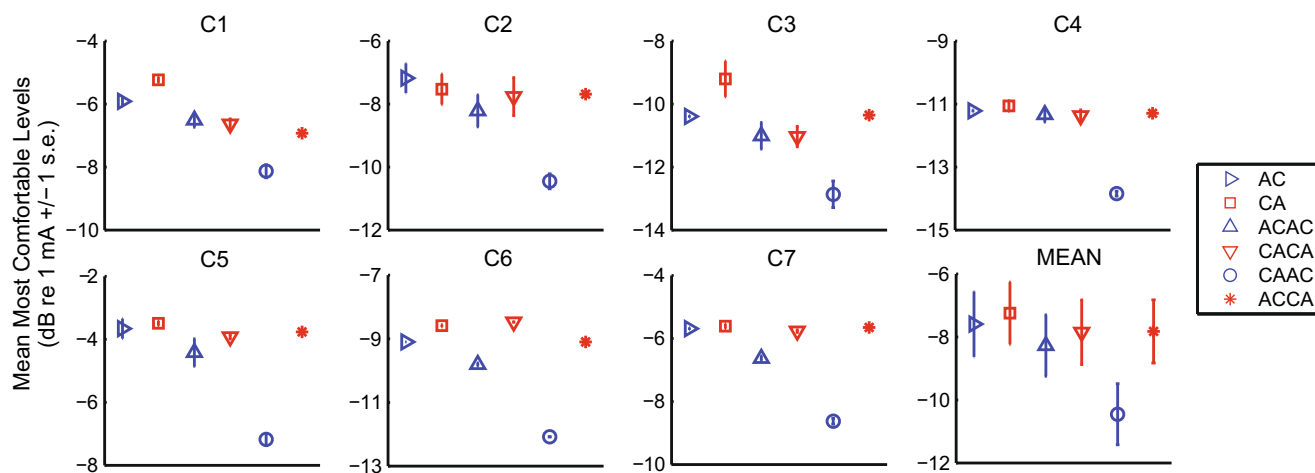 C1
C2
C3
C4
−4
−6
−8
−10
−6
−8
−10
−12
−8
−10
−12
−14
−9
−11
−13
−15
Mean Most Comfortable Levels
(dB re 1 mA +/− 1 s.e.)
C5
C6
C7
MEAN
−2
−4
−6
−8
−7
−9
−11
−13
−4
−6
−8
−10
−6
−8
−10
−12
AC
CA
ACAC
CACA
CAAC
ACCA